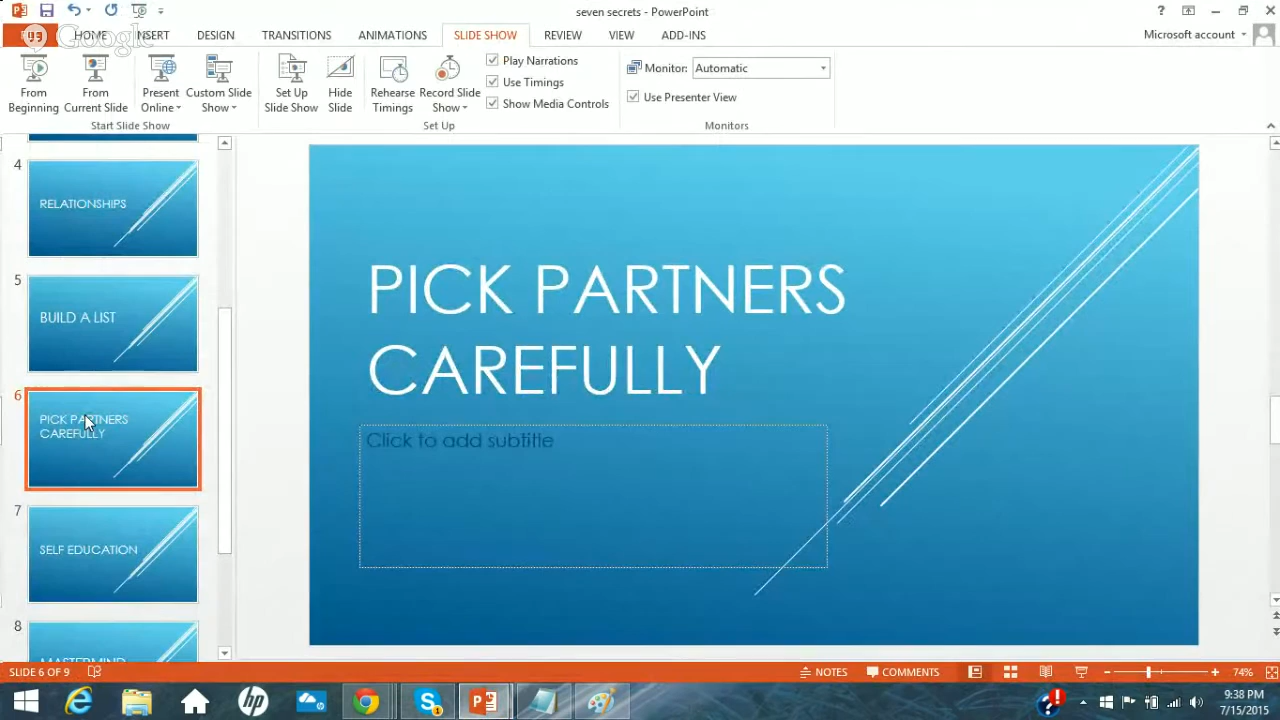 seven secrets - PowerPoint
?
FILE
HOME
INSERT
DESIGN
TRANSITIONS
ANIMATIONS
SLIDE SHOW
REVIEW
VIEW
ADD-INS
Microsoft account
Google
From
Beginning
From
Current Slide
Present
Online
Custom Slide
Show
Start Slide Show
Set Up
Slide Show
Hide
Slide
Rehearse
Timings
Record Slide
Show
Play Narrations
Use Timings
Show Media Controls
Set Up
Monitor:
Automatic
Use Presenter View
Monitors
4
RELATIONSHIPS
5
BUILD A LIST
6
PICK PARTNERS
CAREFULLY
7
SELF EDUCATION
8
MASTERMIND
PICK PARTNERS
CAREFULLY
Click to add subtitle
SLIDE 6 OF 9
NOTES
COMMENTS
74%
9:38 PM
7/15/2015